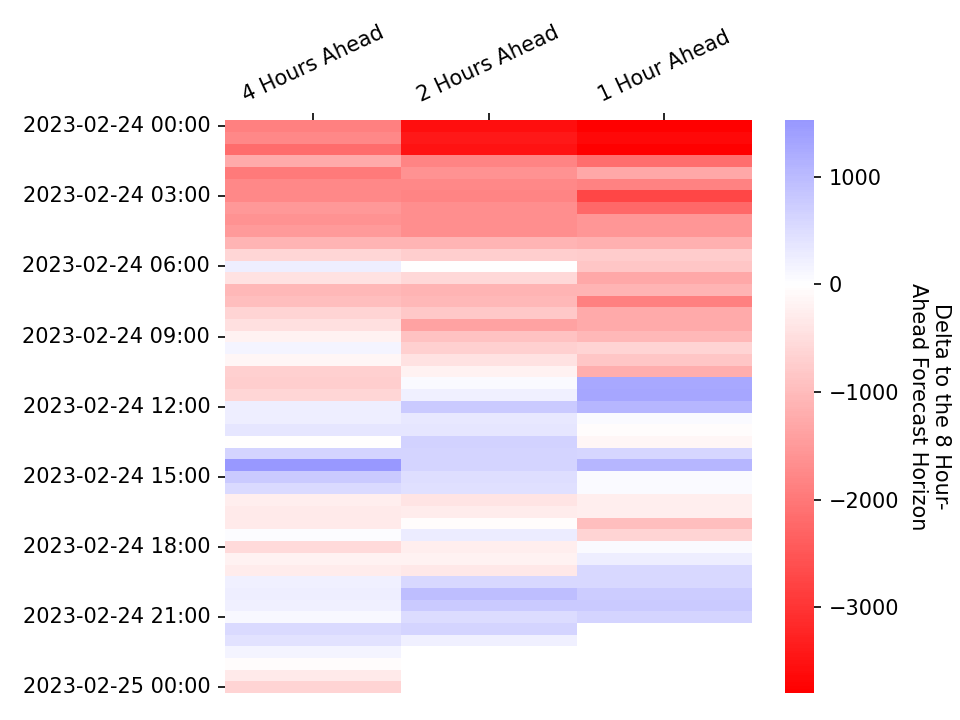 4 Hours Ahead
2 Hours Ahead
1 Hour Ahead
2023-02-24 00:00
2023-02-24 03:00
2023-02-24 06:00
2023-02-24 09:00
2023-02-24 12:00
2023-02-24 15:00
2023-02-24 18:00
2023-02-24 21:00
2023-02-25 00:00
1000
0
−1000
−2000
−3000
Delta to the 8 Hour-
Ahead Forecast Horizon